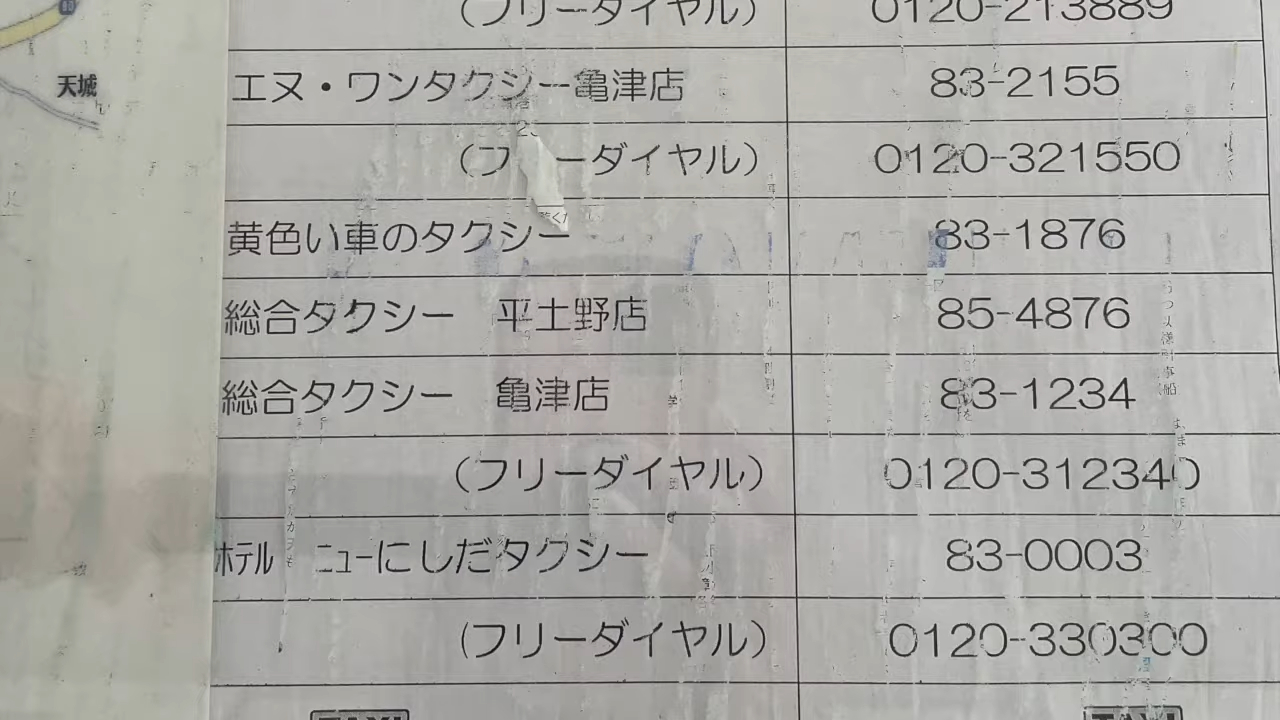 天城
(フリーダイヤル) 0120-213889
エヌ・ワンタクシー亀津店 83-2155
(フ ーダイヤル) 0120-321550
黄色い車のタクシー 83-1876
総合タクシー 平土野店 85-4876
総合タクシー 亀津店 83-1234
(フリーダイヤル) 0120-312340
ホテル ニューにしだタクシー 83-0003
(フリーダイヤル) 0120-330300
TAXI TAXI